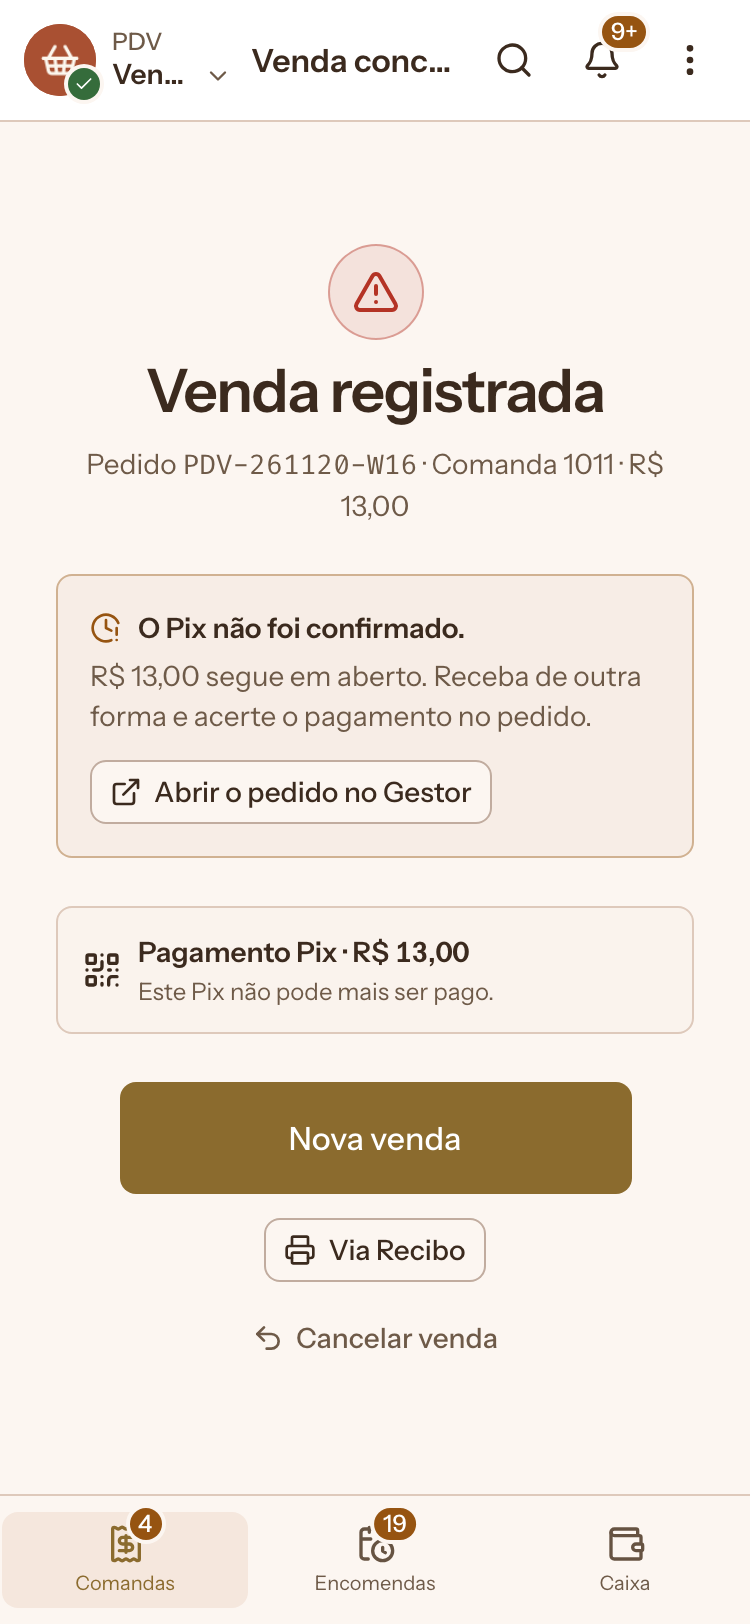 PDV
Ven...
Venda conc...
9+
Venda registrada
Pedido PDV-261120-W16 · Comanda 1011 · R$
13,00
O Pix não foi confirmado.
R$ 13,00 segue em aberto. Receba de outra
forma e acerte o pagamento no pedido.
Abrir o pedido no Gestor
Pagamento Pix · R$ 13,00
Este Pix não pode mais ser pago.
Nova venda
Via Recibo
Cancelar venda
4
Comandas
19
Encomendas
Caixa